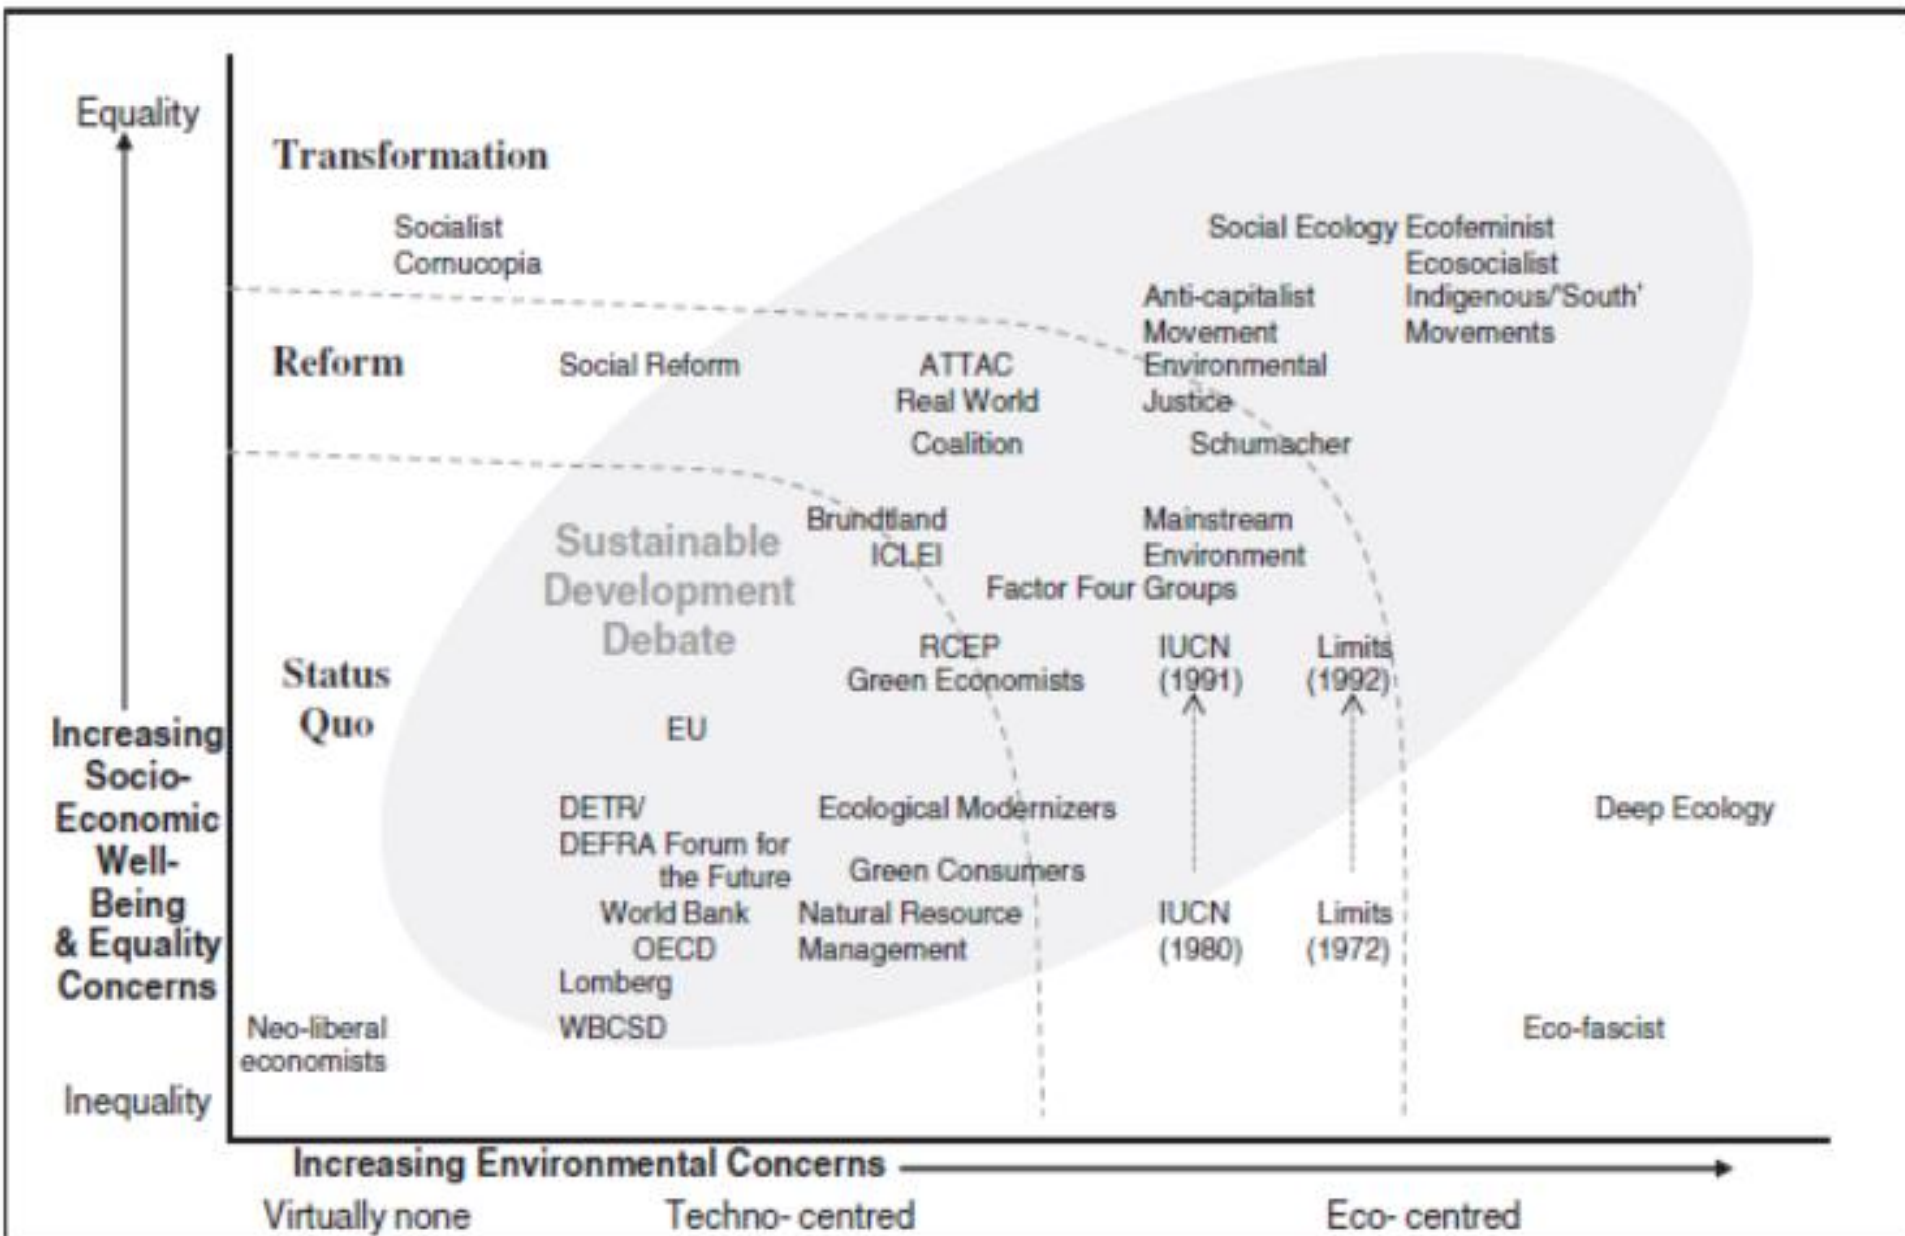 Equality
Transformation
Socialist
Cornucopia
Social Ecology Ecofeminist
Ecosocialist
Anti-capitalist
Movement
Indigenous/'South'
Movements
Reform
Social Reform
ATTAC
Real World
Coalition
Environmental
Justice
Schumacher
Sustainable
Development
Debate
Brundtland
ICLEI
Mainstream
Environment
Factor Four Groups
RCEP
Green Economists
IUCN
(1991)
Limits
(1992)
Status
Quo
EU
Increasing
Socio-
Economic
Well-
Being
& Equality
Concerns
DETR/
DEFRA Forum for
the Future
Ecological Modernizers
Green Consumers
Deep Ecology
World Bank
OECD
Natural Resource
Management
IUCN
(1980)
Limits
(1972)
Lomberg
WBCSD
Neo-liberal
economists
Eco-fascist
Inequality
Increasing Environmental Concerns
Virtually none
Techno- centred
Eco- centred